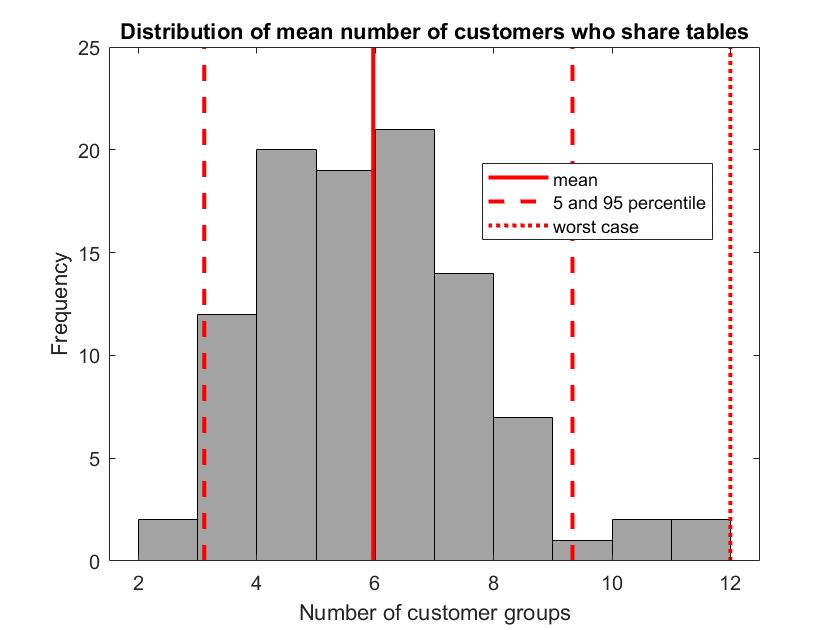 Distribution of mean number of customers who share tables
25
20
15
10
5
0
Frequency
mean
5 and 95 percentile
worst case
2 4 6 8 10 12
Number of customer groups